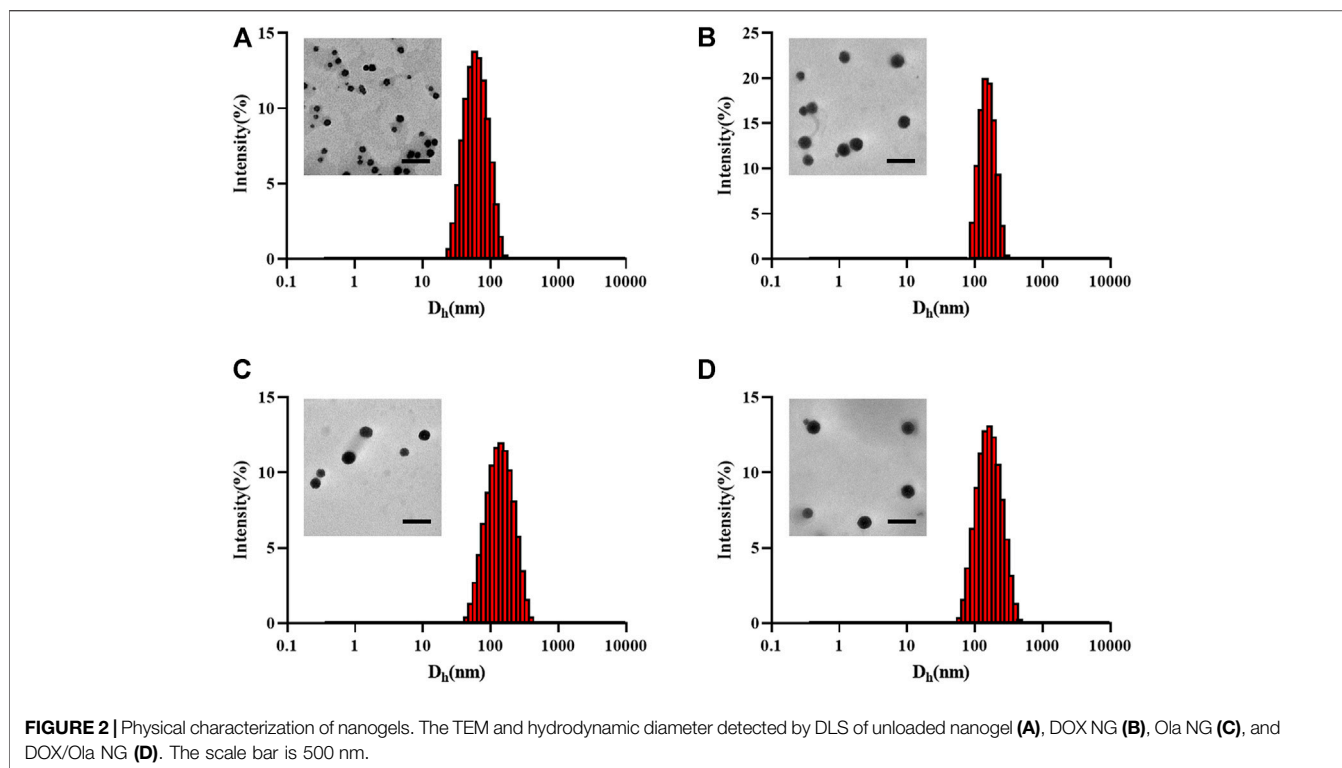 A
15
10
5
0
Intensity(%)
0.1 1 10 100 1000 10000
Dh(nm)
B
25
20
15
10
5
0
Intensity(%)
0.1 1 10 100 1000 10000
Dh(nm)
C
15
10
5
0
Intensity(%)
0.1 1 10 100 1000 10000
Dh(nm)
D
15
10
5
0
Intensity(%)
0.1 1 10 100 1000 10000
Dh(nm)
FIGURE 2 | Physical characterization of nanogels. The TEM and hydrodynamic diameter detected by DLS of unloaded nanogel (A), DOX NG (B), Ola NG (C), and
DOX/Ola NG (D). The scale bar is 500 nm.